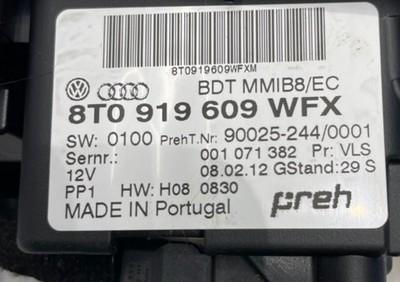 8T0919609WFXM
BDT MMIB8/EC
8T0 919 609 WFX
SW: 0100 PrehT.Nr: 90025-244/0001
Sernr.: 001 071 382 Pr: VLS
12V 08.02.12 GStand: 29 S
PP1 HW: H08 0830
MADE IN Portugal preh